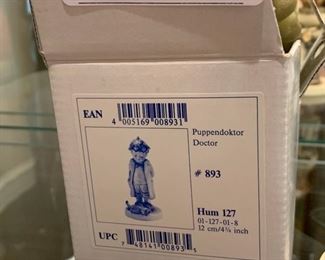 EAN
4 005169 008931
Puppendoktor
Doctor
# 893
Hum 127
01-127-01-8
12 cm/4¾ inch
UPC
7 48141 00893 5